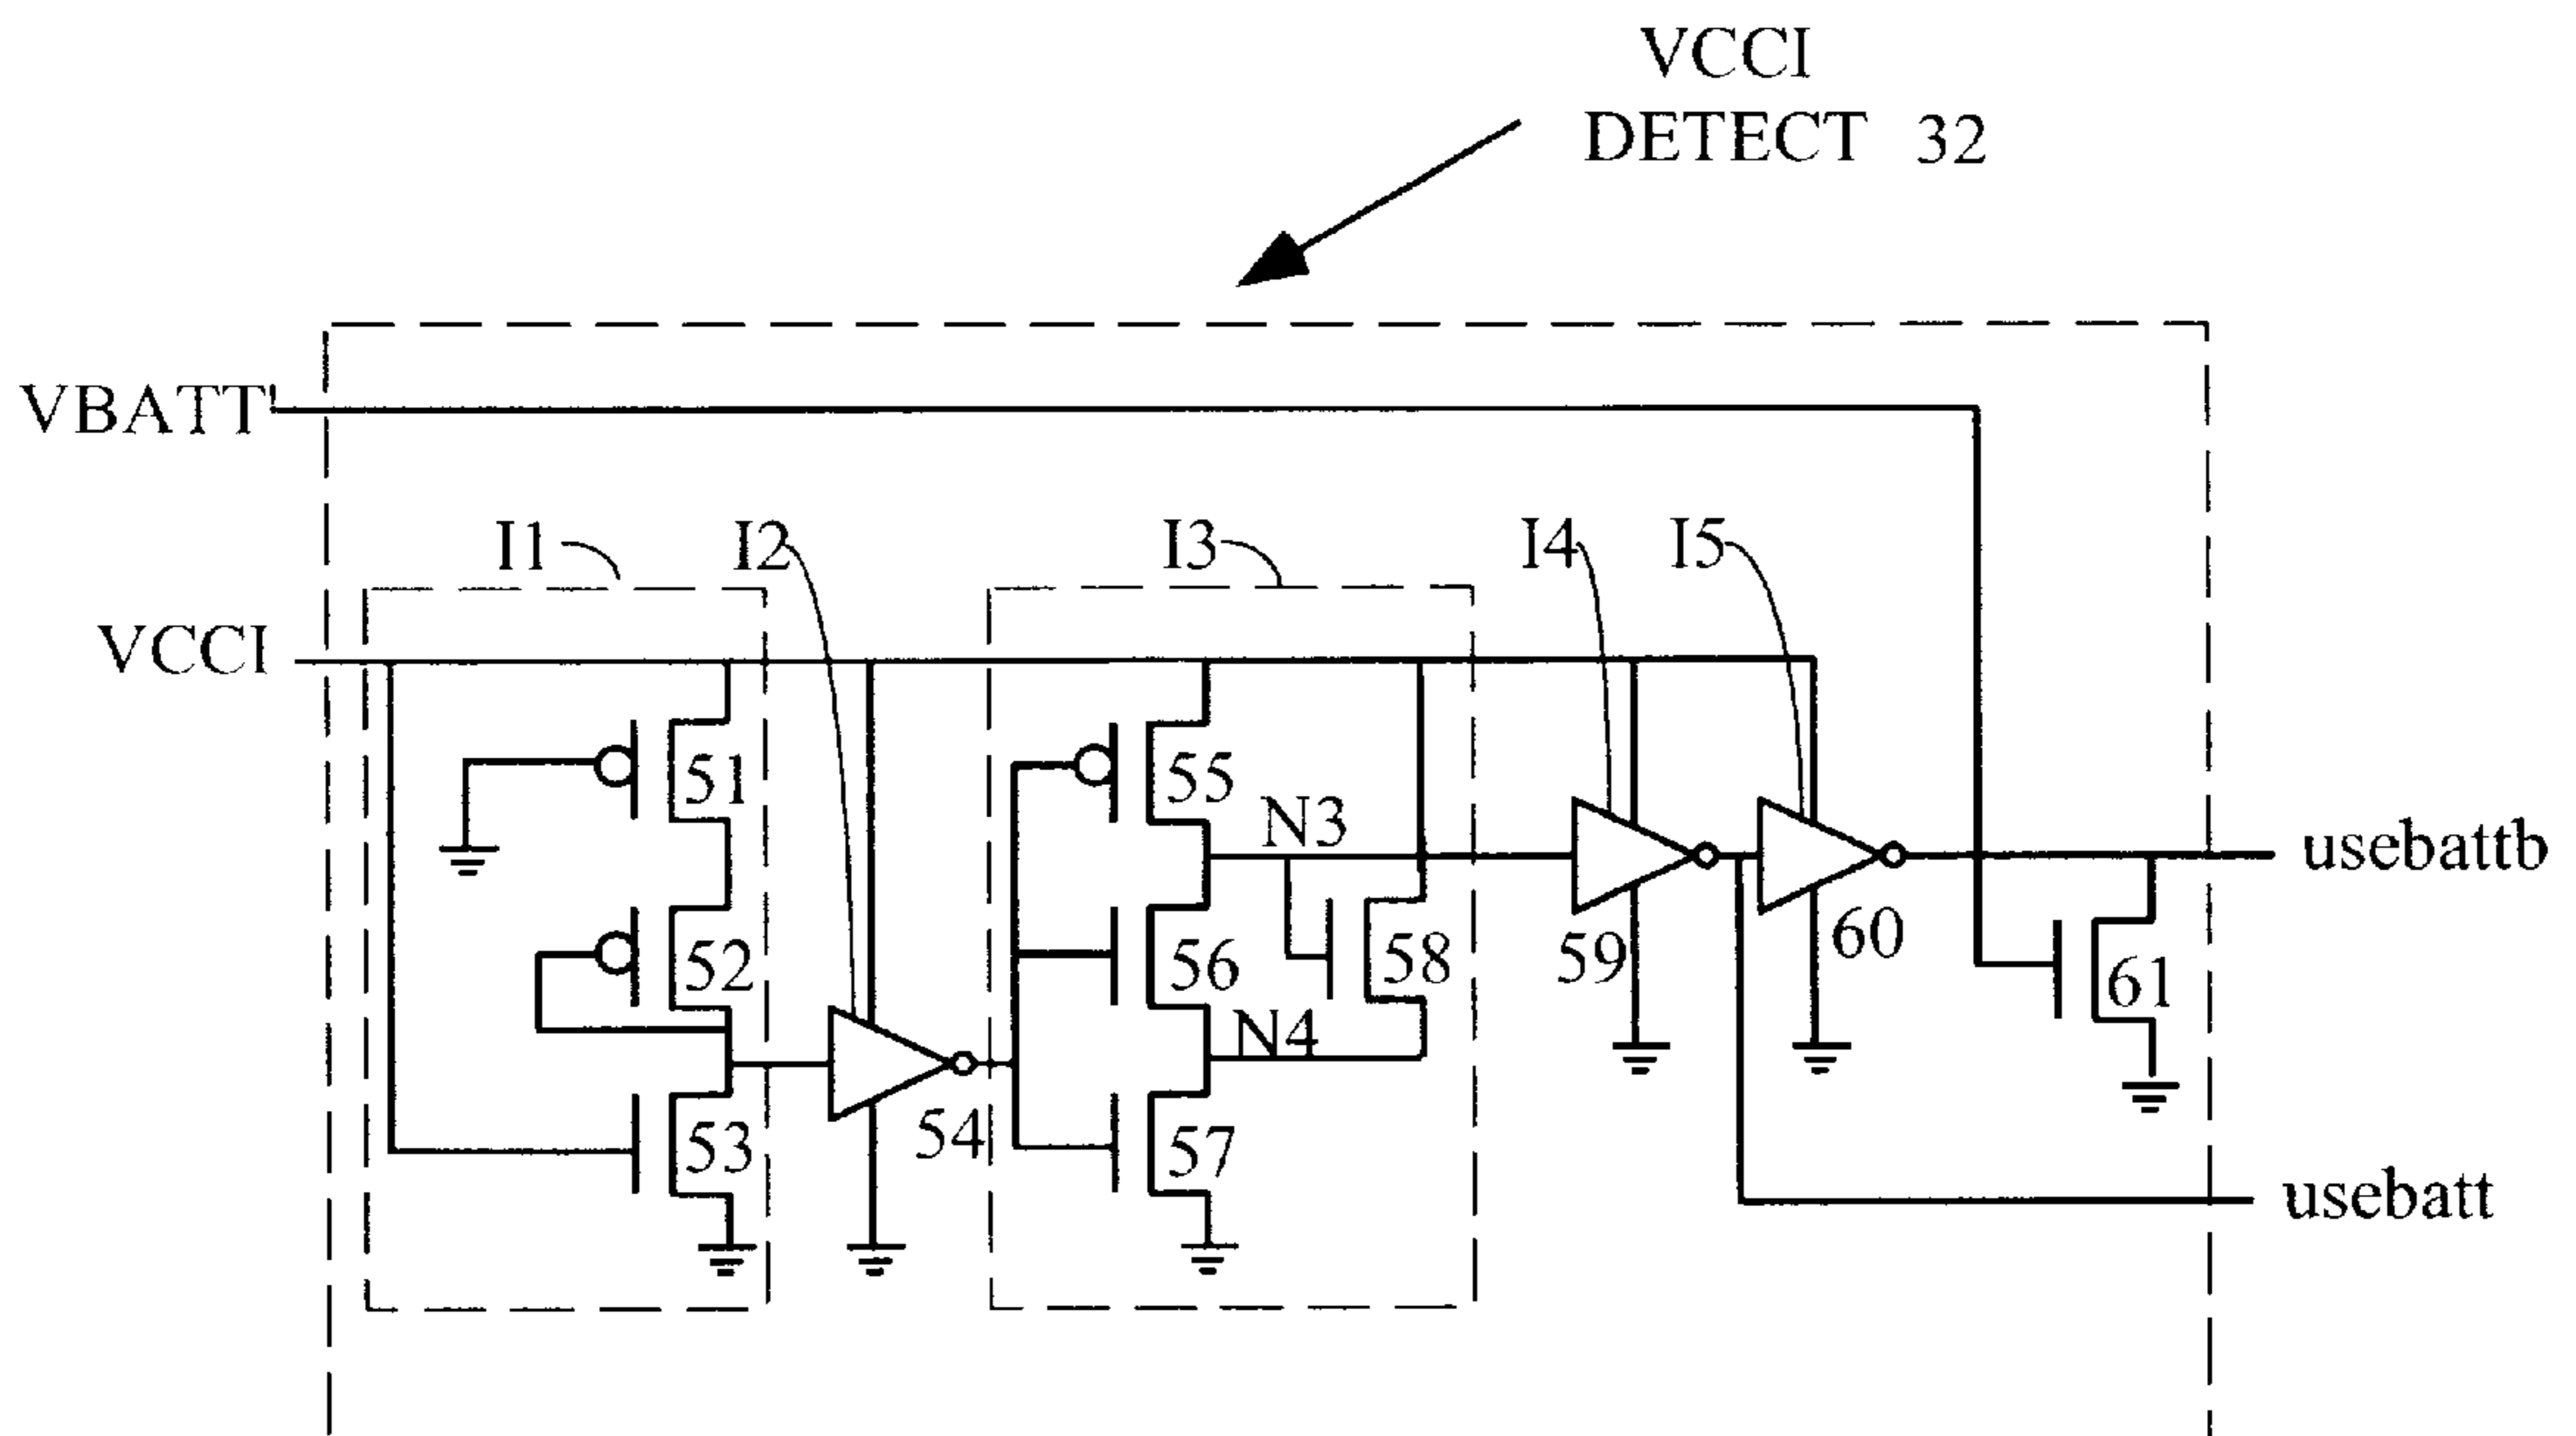 VCCI
DETECT 32
VBATT'
I1
I2
I3
I4
I5
VCCI
51
55
N3
usebattb
52
56
58
59
60
61
N4
54
53
57
usebatt